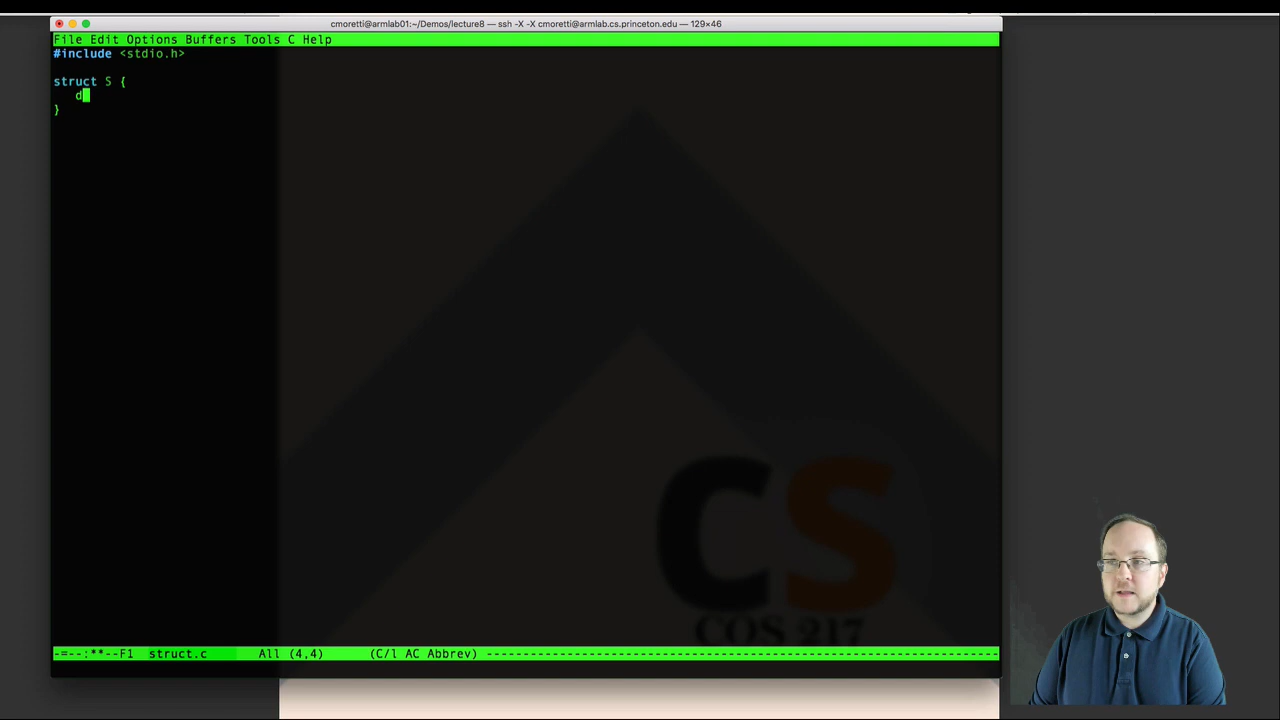 cmoretti@armlab01:~/Demos/lecture8 — ssh -X -X cmoretti@armlab.cs.princeton.edu — 129×46
File Edit Options Buffers Tools C Help
#include <stdio.h>
struct S {
d
}
CS
COS 217
-=--:**--F1 struct.c All (4,4) (C/l AC Abbrev) ------------------------------------------------------------------------